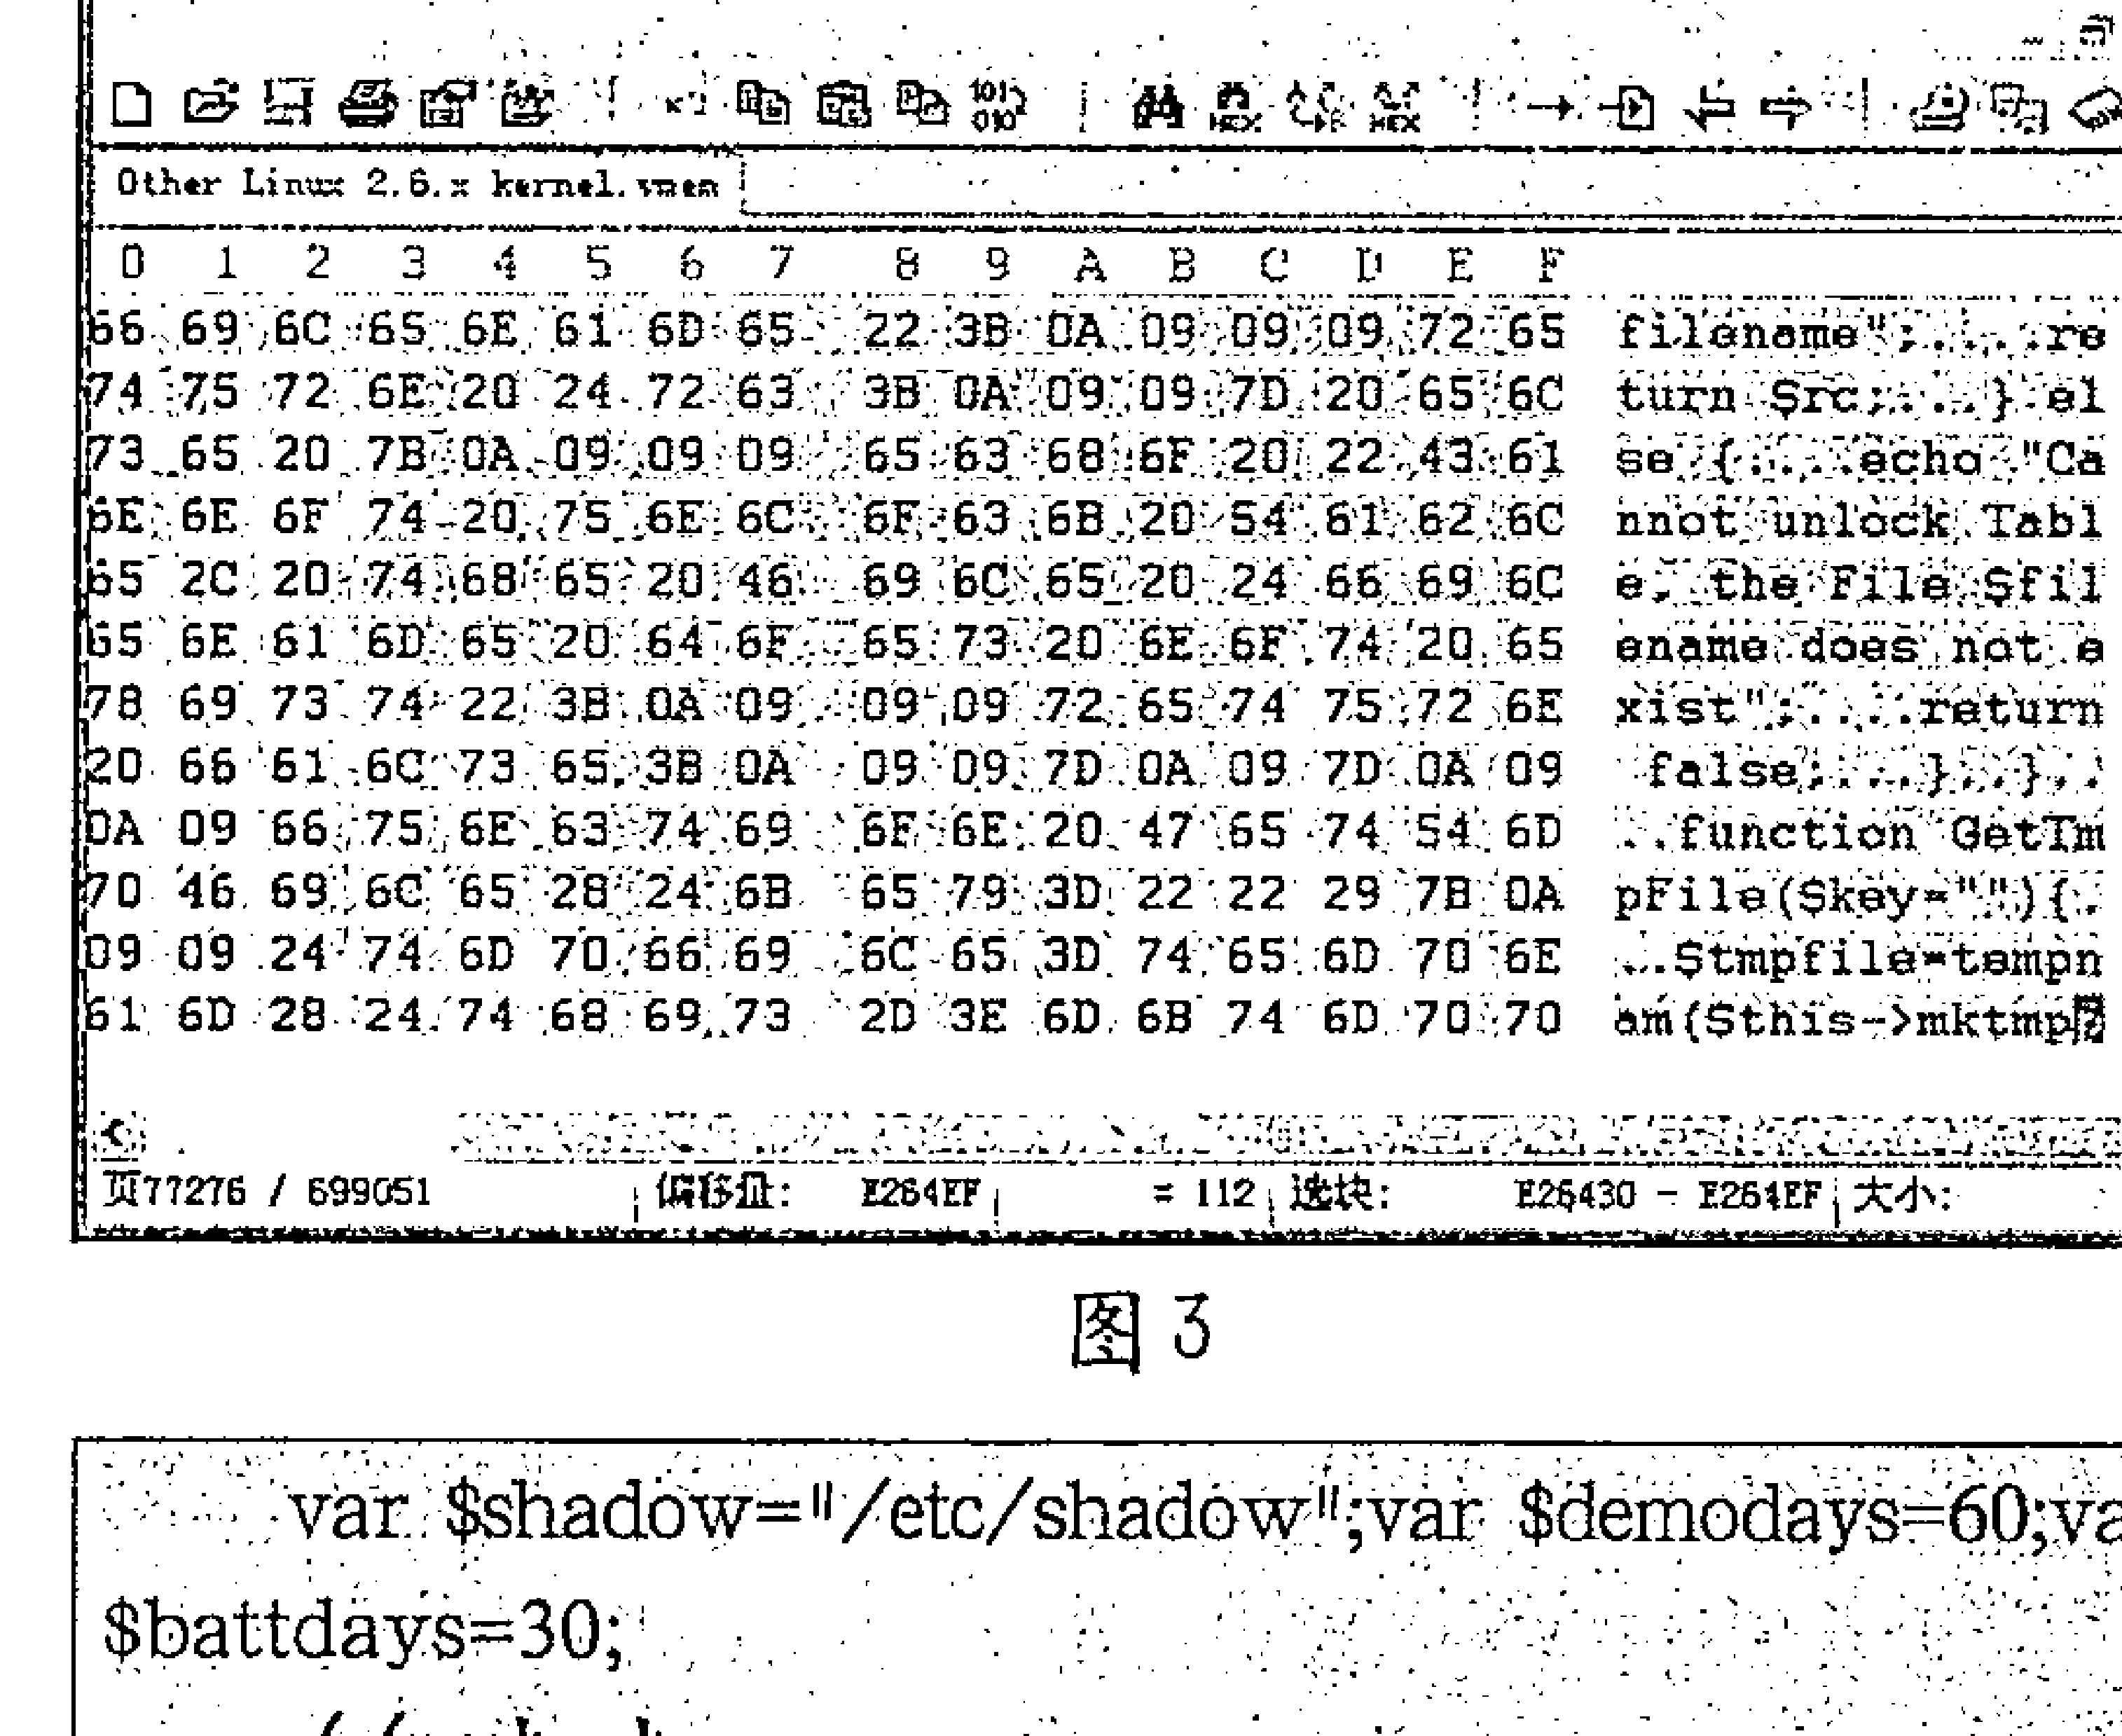 Other Linux 2.6.x kernel.vmem
0 1 2 3 4 5 6 7 8 9 A B C D E F
66 69 6C 65 6E 61 6D 65 22 3B 0A 09 09 09 72 65 filename";....re
74 75 72 6E 20 24 72 63 3B 0A 09 09 7D 20 65 6C turn $rc;...} el
73 65 20 7B 0A 09 09 09 65 63 68 6F 20 22 43 61 se {....echo "Ca
6E 6E 6F 74 20 75 6E 6C 6F 63 6B 20 54 61 62 6C nnot unlock Tabl
65 2C 20 74 68 65 20 46 69 6C 65 20 24 66 69 6C e, the File $fil
65 6E 61 6D 65 20 64 6F 65 73 20 6E 6F 74 20 65 ename does not e
78 69 73 74 22 3B 0A 09 09 09 72 65 74 75 72 6E xist";....return
20 66 61 6C 73 65 3B 0A 09 09 7D 0A 09 7D 0A 09 false;...}..}..
0A 09 66 75 6E 63 74 69 6F 6E 20 47 65 74 54 6D ..function GetTm
70 46 69 6C 65 28 24 6B 65 79 3D 22 22 29 7B 0A pFile($key=""){.
09 09 24 74 6D 70 66 69 6C 65 3D 74 65 6D 70 6E ..$tmpfile=tempn
61 6D 28 24 74 68 69 73 2D 3E 6D 6B 74 6D 70 70 am($this->mktmpp
页77276 / 699051 偏移值: E264EF = 112 选块: E26430 - E264EF 大小:
图 3
var $shadow="/etc/shadow";var $demodays=60;va
$battdays=30;